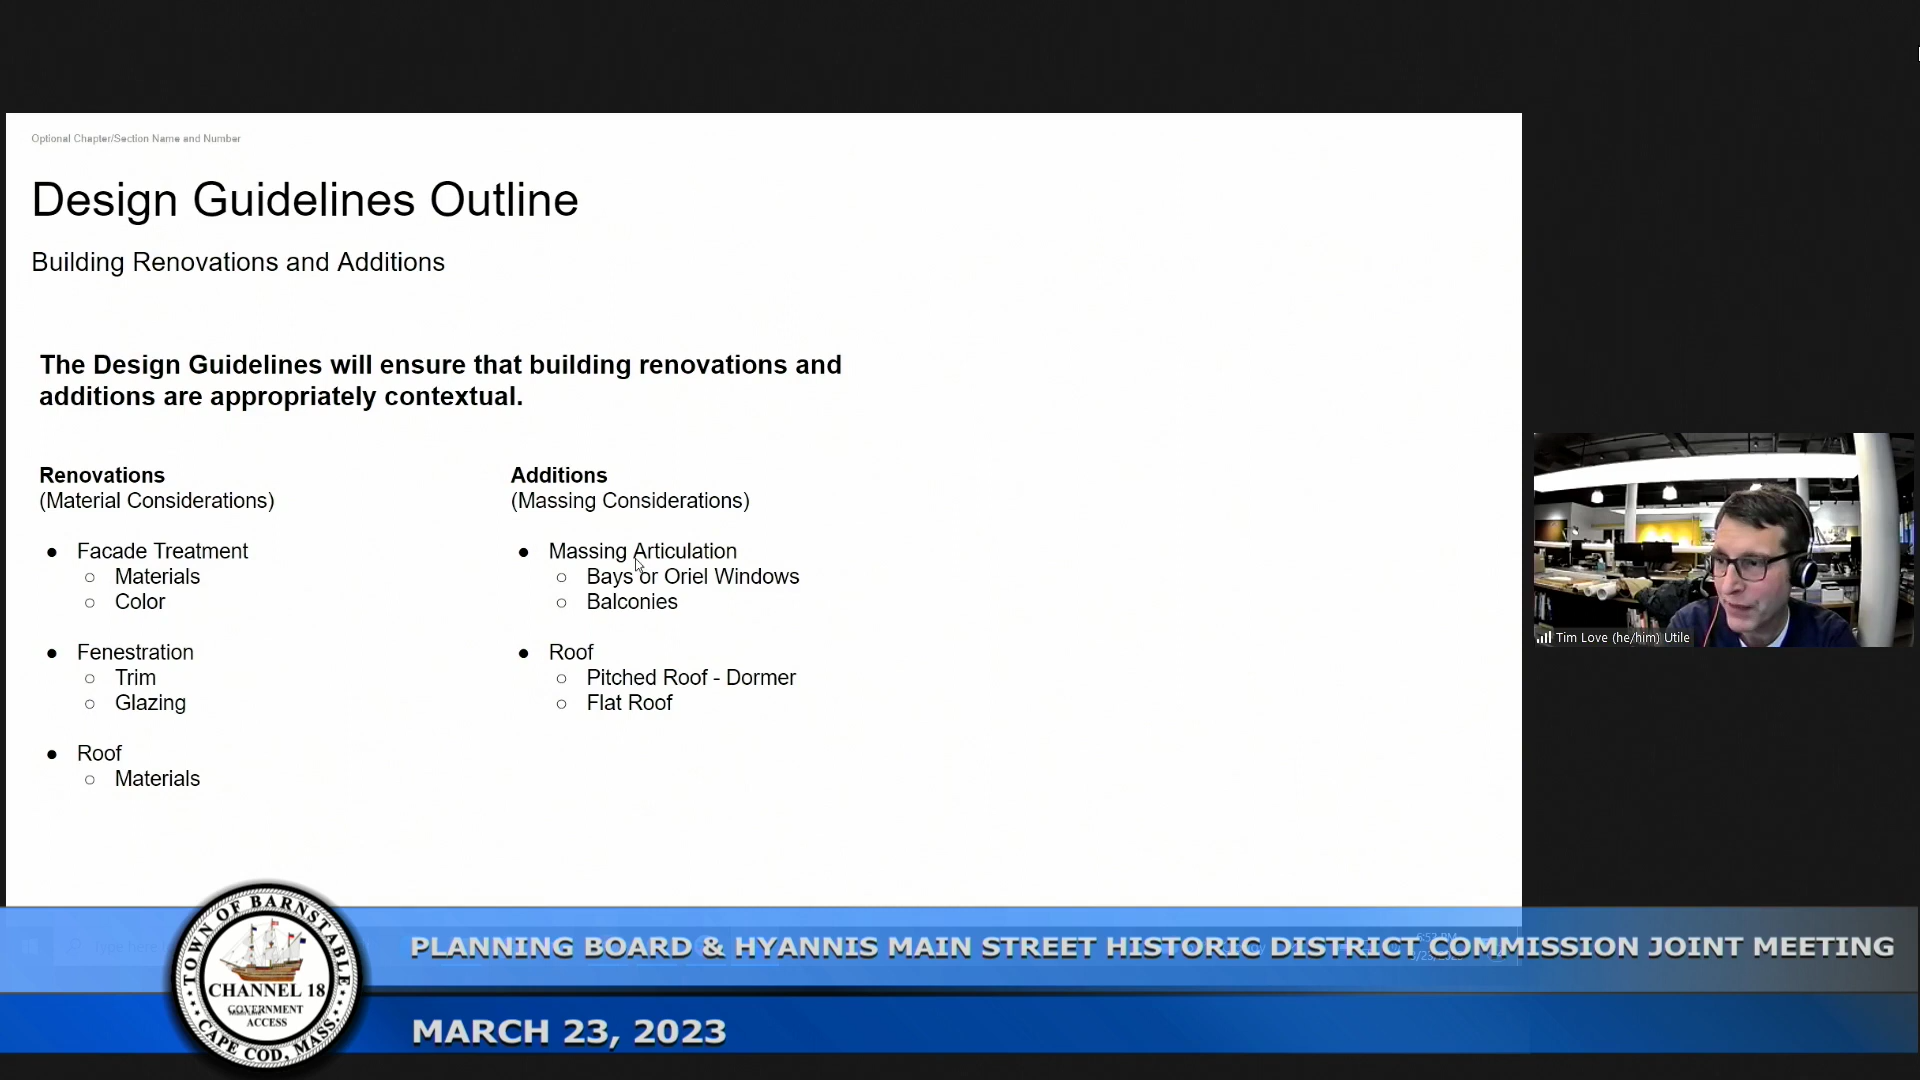 Optional Chapter/Section Name and Number
Design Guidelines Outline
Building Renovations and Additions
The Design Guidelines will ensure that building renovations and
additions are appropriately contextual.
Renovations
(Material Considerations)
Facade Treatment
Materials
Color
Fenestration
Trim
Glazing
Roof
Materials
Additions
(Massing Considerations)
Massing Articulation
Bays or Oriel Windows
Balconies
Roof
Pitched Roof - Dormer
Flat Roof
Tim Love (he/him) Utile
TOWN OF BARNSTABLE
CHANNEL 18
GOVERNMENT
ACCESS
CAPE COD, MASS.
PLANNING BOARD & HYANNIS MAIN STREET HISTORIC DISTRICT COMMISSION JOINT MEETING
MARCH 23, 2023